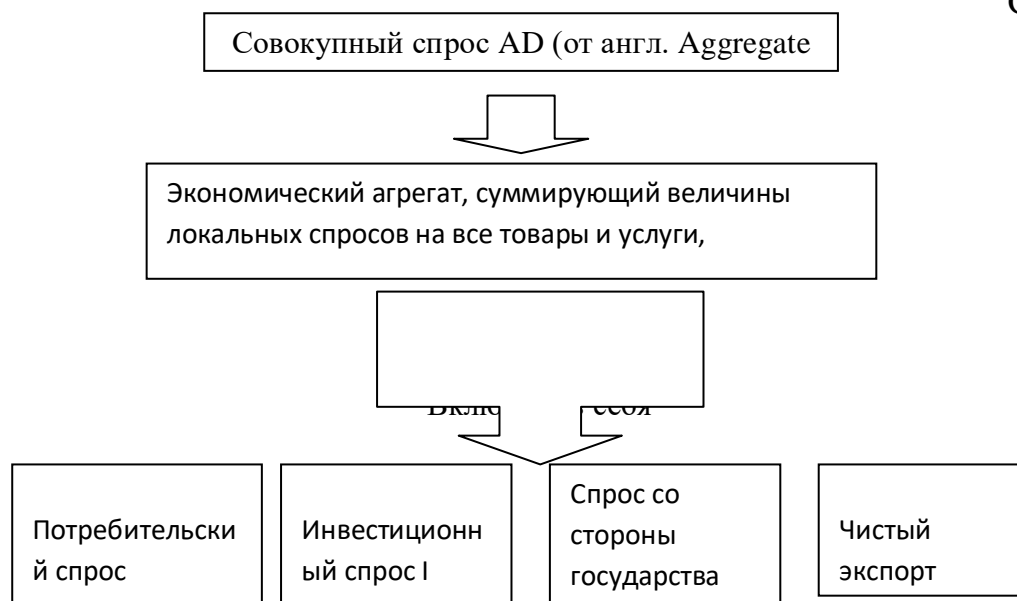 Совокупный спрос AD (от англ. Aggregate
Экономический агрегат, суммирующий величины
локальных спросов на все товары и услуги,
Потребительски
й спрос
Инвестиционн
ый спрос I
Спрос со
стороны
государства
Чистый
экспорт